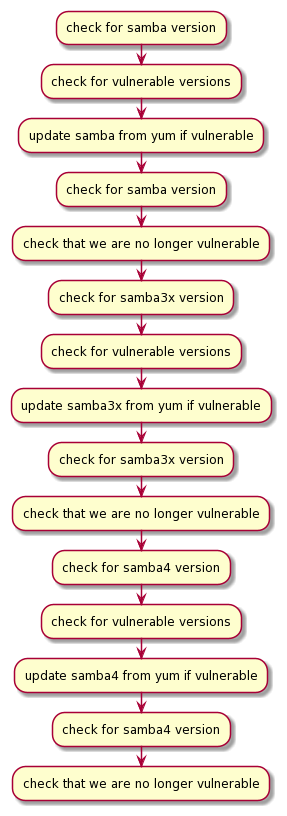 check for samba version
check for vulnerable versions
update samba from yum if vulnerable
check for samba version
check that we are no longer vulnerable
check for samba3x version
check for vulnerable versions
update samba3x from yum if vulnerable
check for samba3x version
check that we are no longer vulnerable
check for samba4 version
check for vulnerable versions
update samba4 from yum if vulnerable
check for samba4 version
check that we are no longer vulnerable